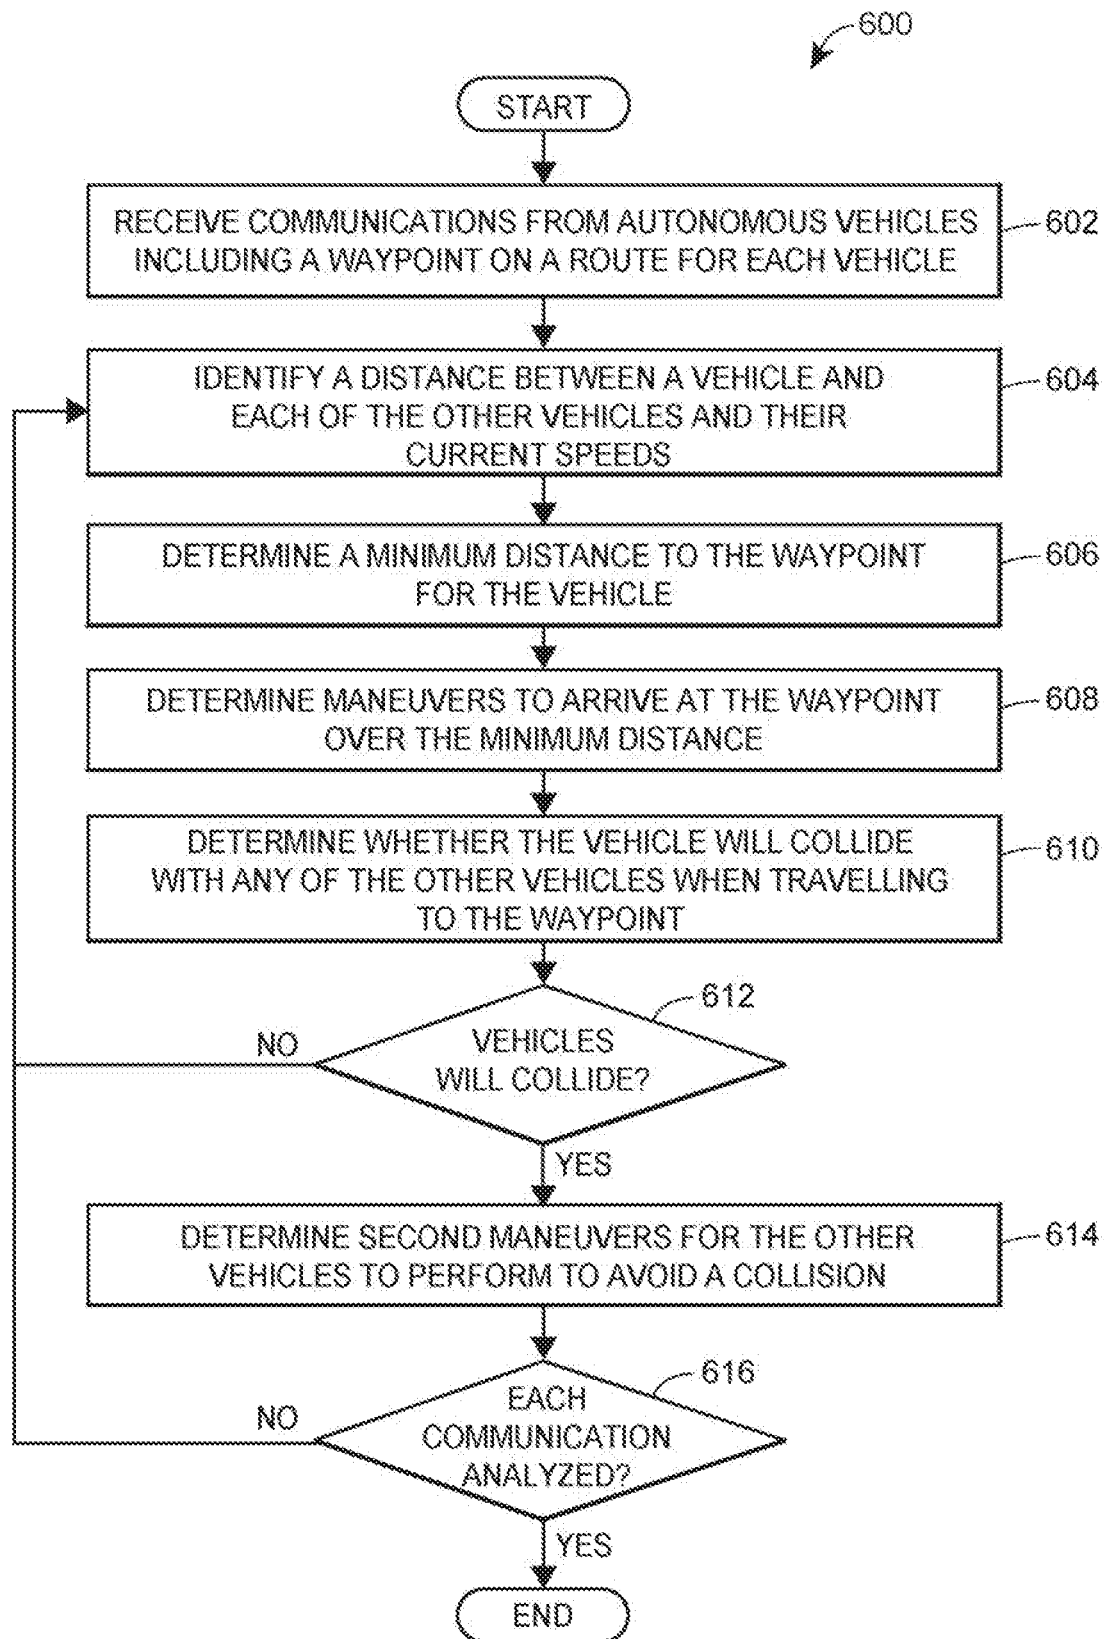 600
START
RECEIVE COMMUNICATIONS FROM AUTONOMOUS VEHICLES
INCLUDING A WAYPOINT ON A ROUTE FOR EACH VEHICLE
602
IDENTIFY A DISTANCE BETWEEN A VEHICLE AND
EACH OF THE OTHER VEHICLES AND THEIR
CURRENT SPEEDS
604
DETERMINE A MINIMUM DISTANCE TO THE WAYPOINT
FOR THE VEHICLE
606
DETERMINE MANEUVERS TO ARRIVE AT THE WAYPOINT
OVER THE MINIMUM DISTANCE
608
DETERMINE WHETHER THE VEHICLE WILL COLLIDE
WITH ANY OF THE OTHER VEHICLES WHEN TRAVELLING
TO THE WAYPOINT
610
612
NO
VEHICLES
WILL COLLIDE?
YES
DETERMINE SECOND MANEUVERS FOR THE OTHER
VEHICLES TO PERFORM TO AVOID A COLLISION
614
616
NO
EACH
COMMUNICATION
ANALYZED?
YES
END